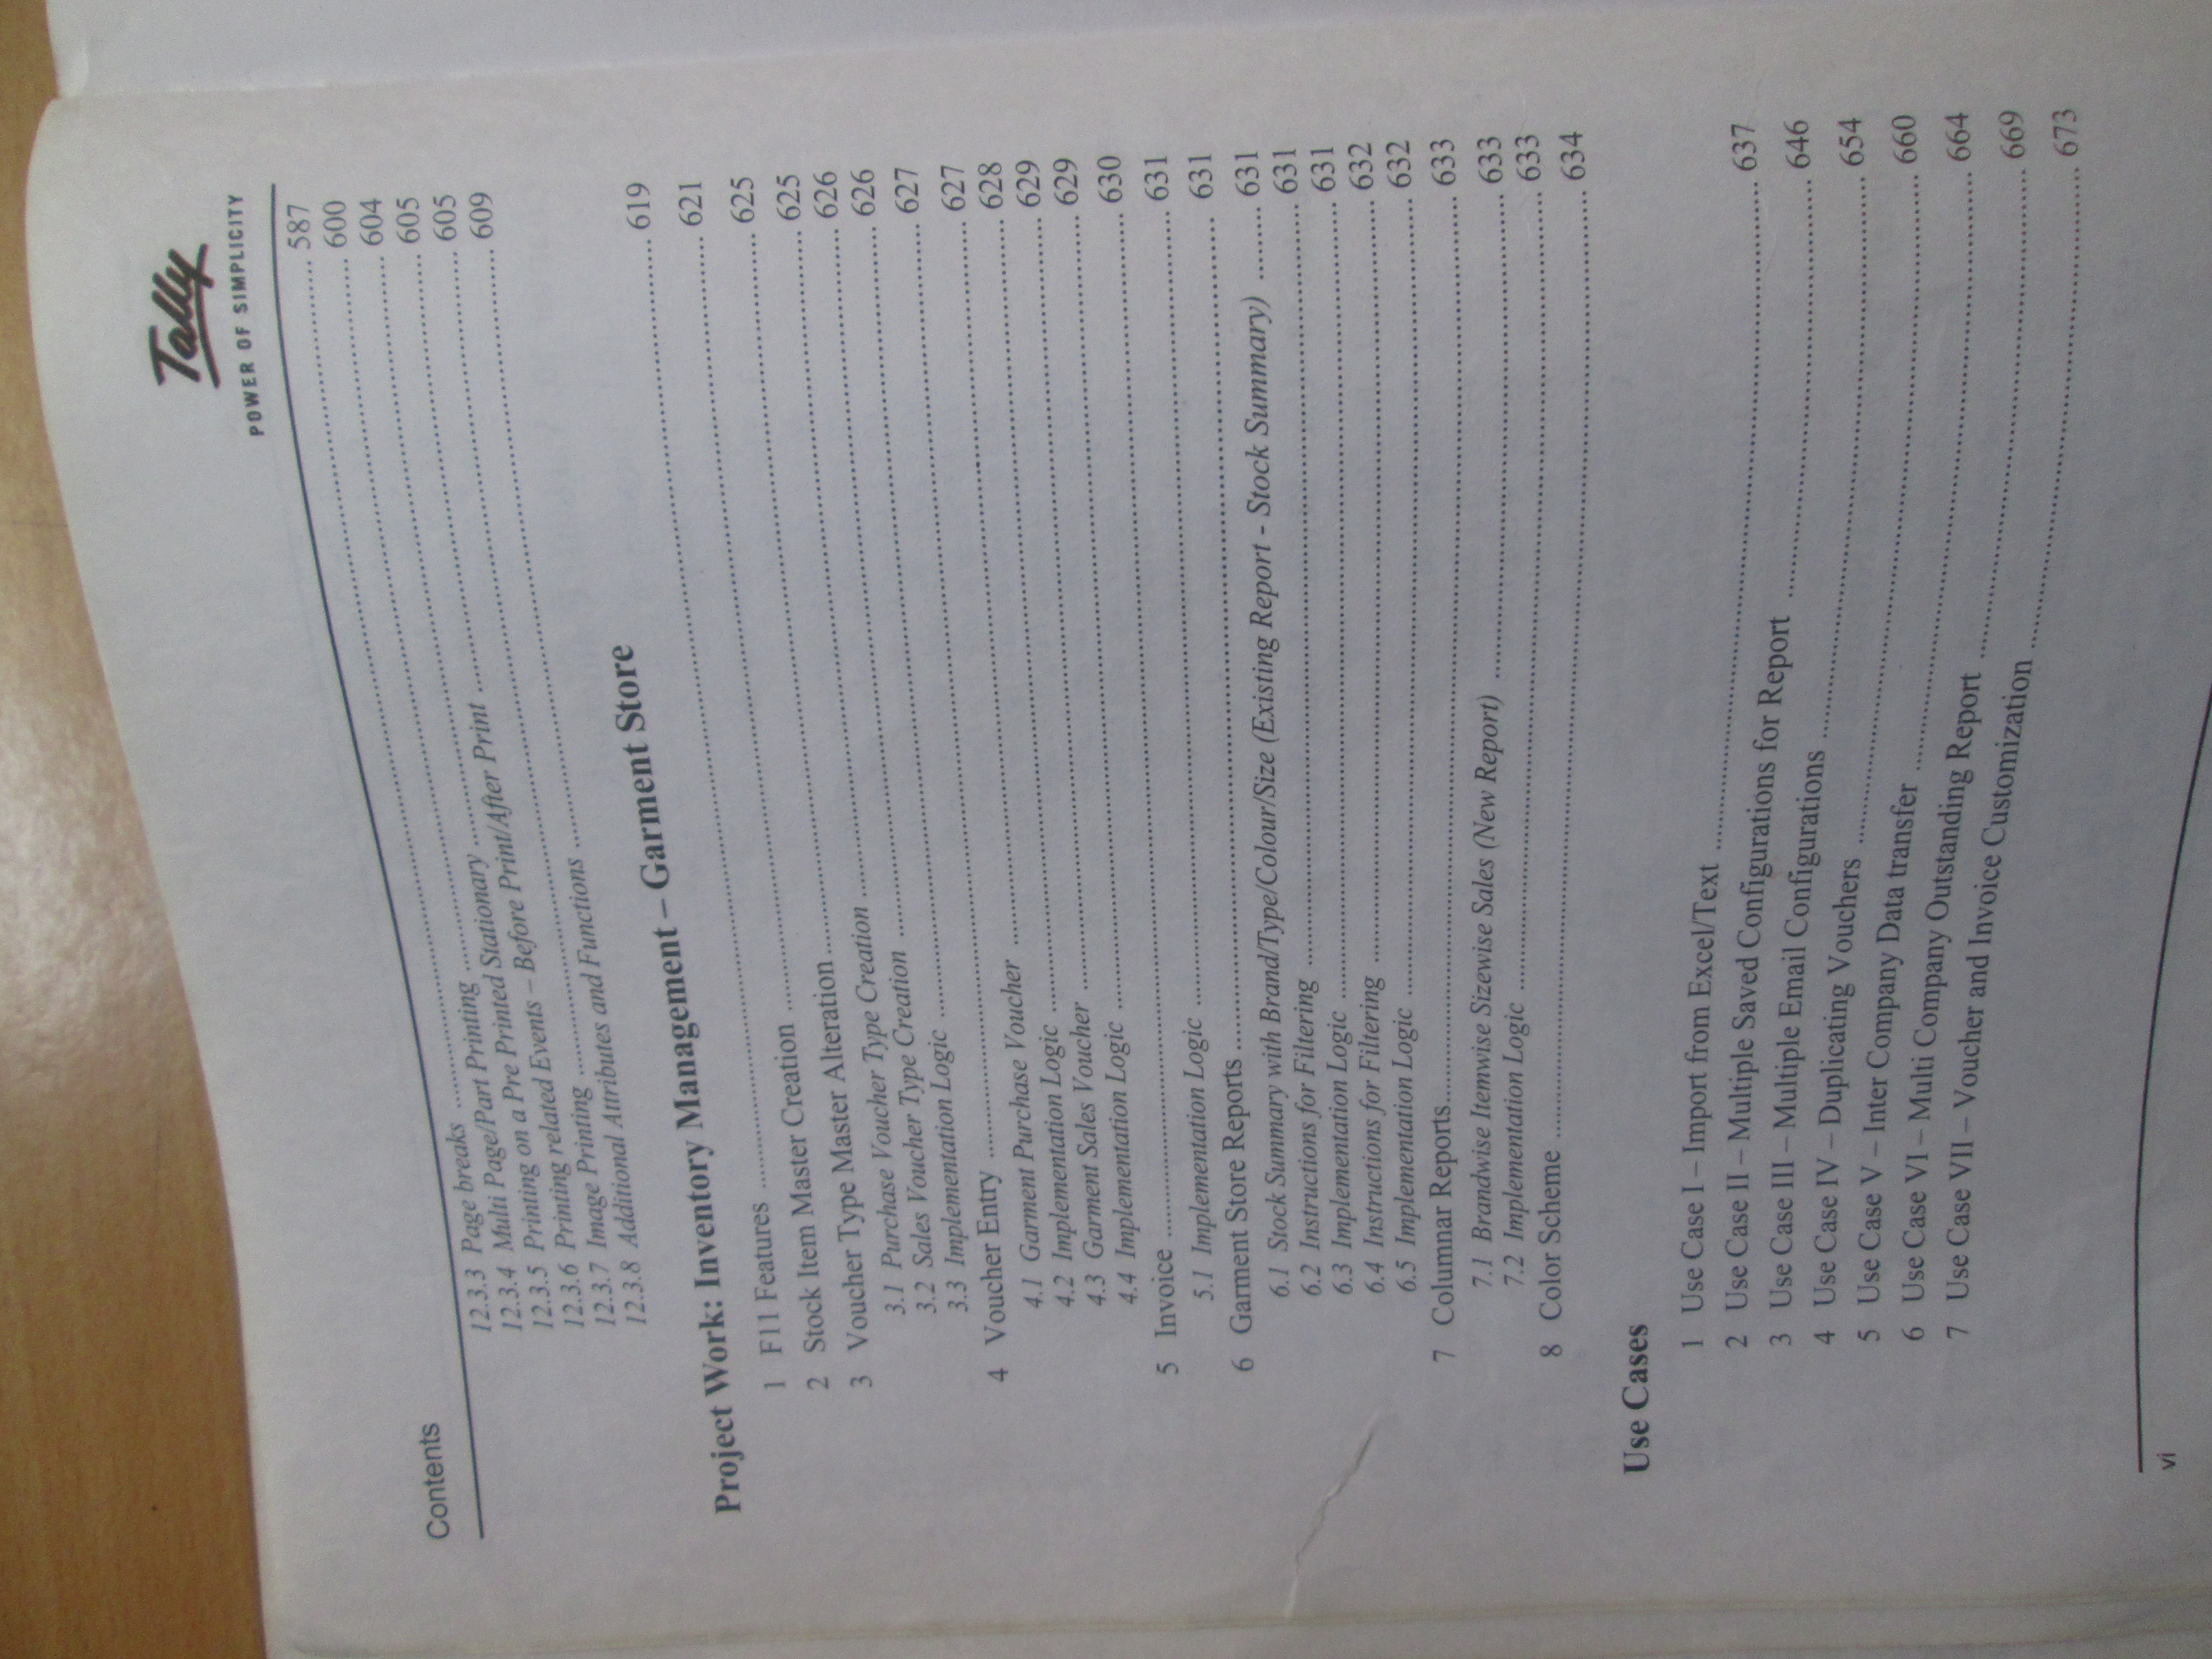 Contents
Tally
POWER OF SIMPLICITY
12.3.3 Page breaks ........ 587
12.3.4 Multi Page/Part Printing ........ 600
12.3.5 Printing on a Pre Printed Stationary ........ 604
12.3.6 Printing related Events – Before Print/After Print ........ 605
12.3.7 Image Printing ........ 605
12.3.8 Additional Attributes and Functions ........ 609
Project Work: Inventory Management – Garment Store
1 F11 Features ........ 619
2 Stock Item Master Creation ........ 621
3 Voucher Type Master Alteration ........ 625
3.1 Purchase Voucher Type Creation ........ 625
3.2 Sales Voucher Type Creation ........ 626
3.3 Implementation Logic ........ 626
4 Voucher Entry ........ 627
4.1 Garment Purchase Voucher ........ 627
4.2 Implementation Logic ........ 628
4.3 Garment Sales Voucher ........ 629
4.4 Implementation Logic ........ 629
5 Invoice ........ 630
5.1 Implementation Logic ........ 631
6 Garment Store Reports ........ 631
6.1 Stock Summary with Brand/Type/Colour/Size (Existing Report - Stock Summary) ........ 631
6.2 Instructions for Filtering ........ 631
6.3 Implementation Logic ........ 631
6.4 Instructions for Filtering ........ 632
6.5 Implementation Logic ........ 632
7 Columnar Reports ........ 633
7.1 Brandwise Itemwise Sizewise Sales (New Report) ........ 633
7.2 Implementation Logic ........ 633
8 Color Scheme ........ 634
Use Cases
1 Use Case I – Import from Excel/Text ........ 637
2 Use Case II – Multiple Saved Configurations for Report ........ 646
3 Use Case III – Multiple Email Configurations ........ 654
4 Use Case IV – Duplicating Vouchers ........ 660
5 Use Case V – Inter Company Data transfer ........ 664
6 Use Case VI – Multi Company Outstanding Report ........ 669
7 Use Case VII – Voucher and Invoice Customization ........ 673
vi